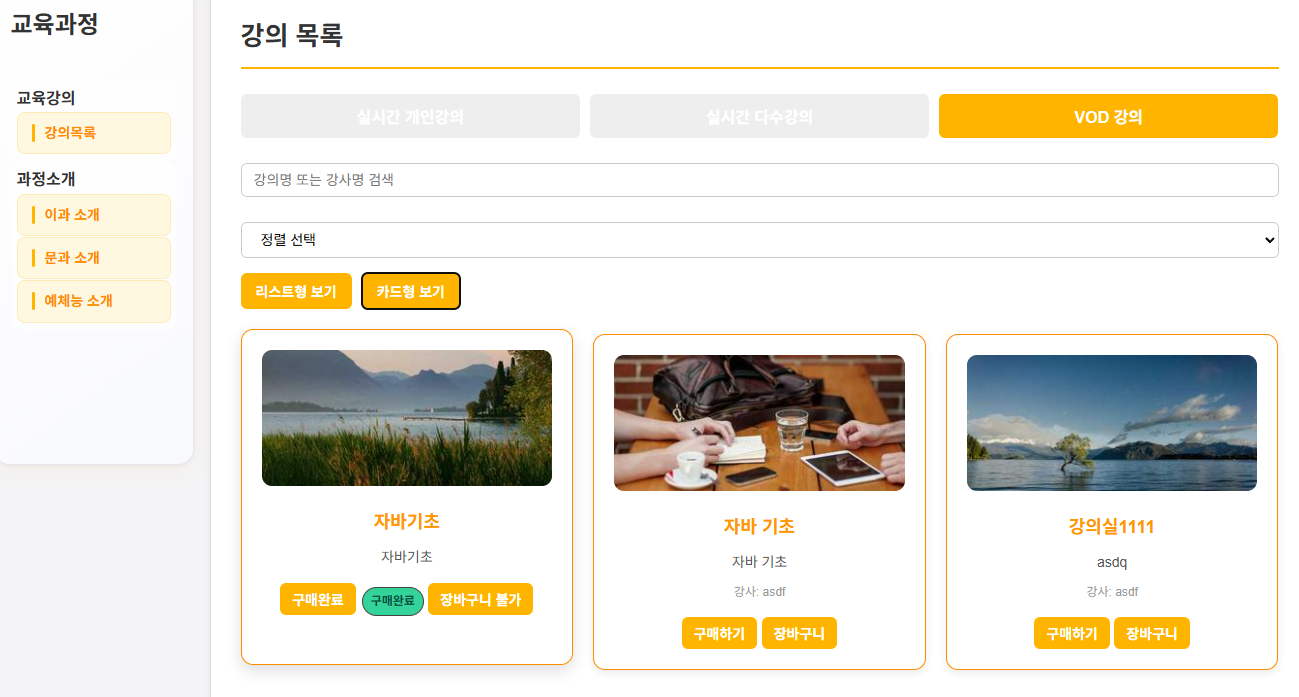 교육과정
교육강의
강의목록
과정소개
이과 소개
문과 소개
예체능 소개
강의 목록
실시간 개인강의
실시간 다수강의
VOD 강의
강의명 또는 강사명 검색
정렬 선택
리스트형 보기
카드형 보기
자바기초
자바기초
구매완료
구매완료
장바구니 불가
자바 기초
자바 기초
강사: asdf
구매하기
장바구니
강의실1111
asdq
강사: asdf
구매하기
장바구니